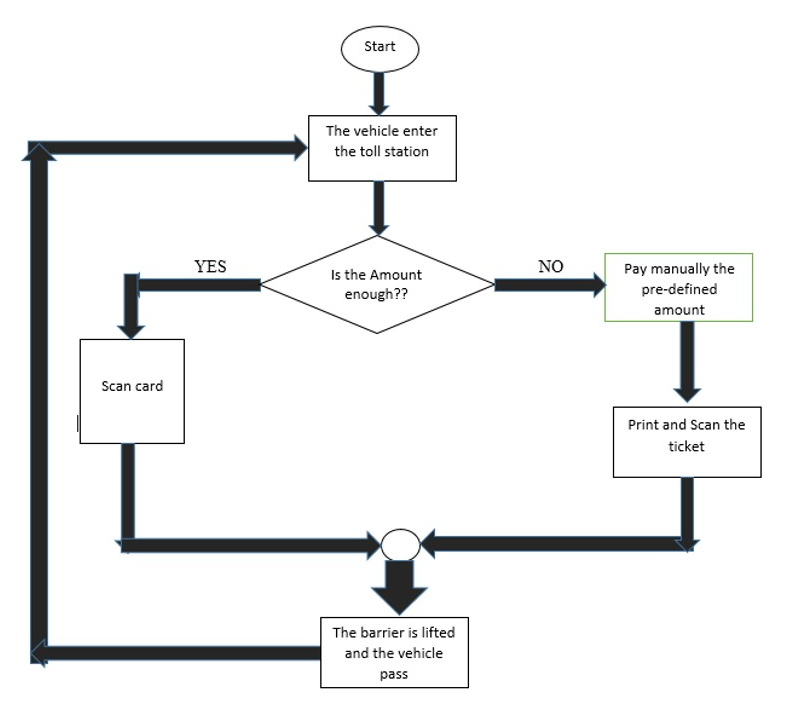 Start
The vehicle enter
the toll station
YES
Is the Amount
enough??
NO
Pay manually the
pre-defined
amount
Scan card
Print and Scan the
ticket
The barrier is lifted
and the vehicle
pass